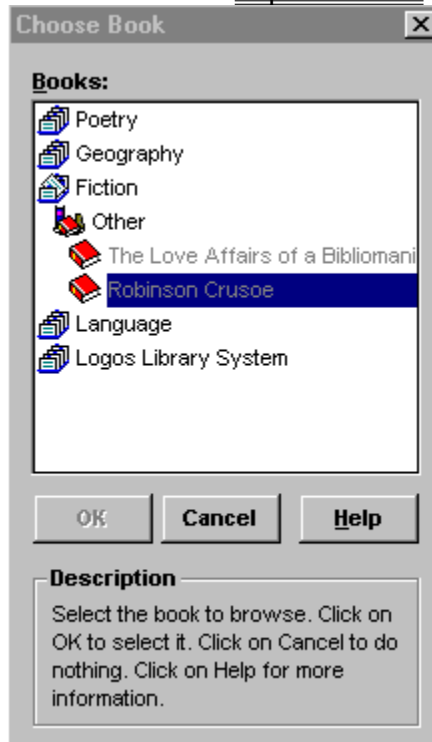 Choose Book
Books:
Poetry
Geography
Fiction
Other
The Love Affairs of a Bibliomani
Robinson Crusoe
Language
Logos Library System
OK Cancel Help
Description
Select the book to browse. Click on
OK to select it. Click on Cancel to do
nothing. Click on Help for more
information.